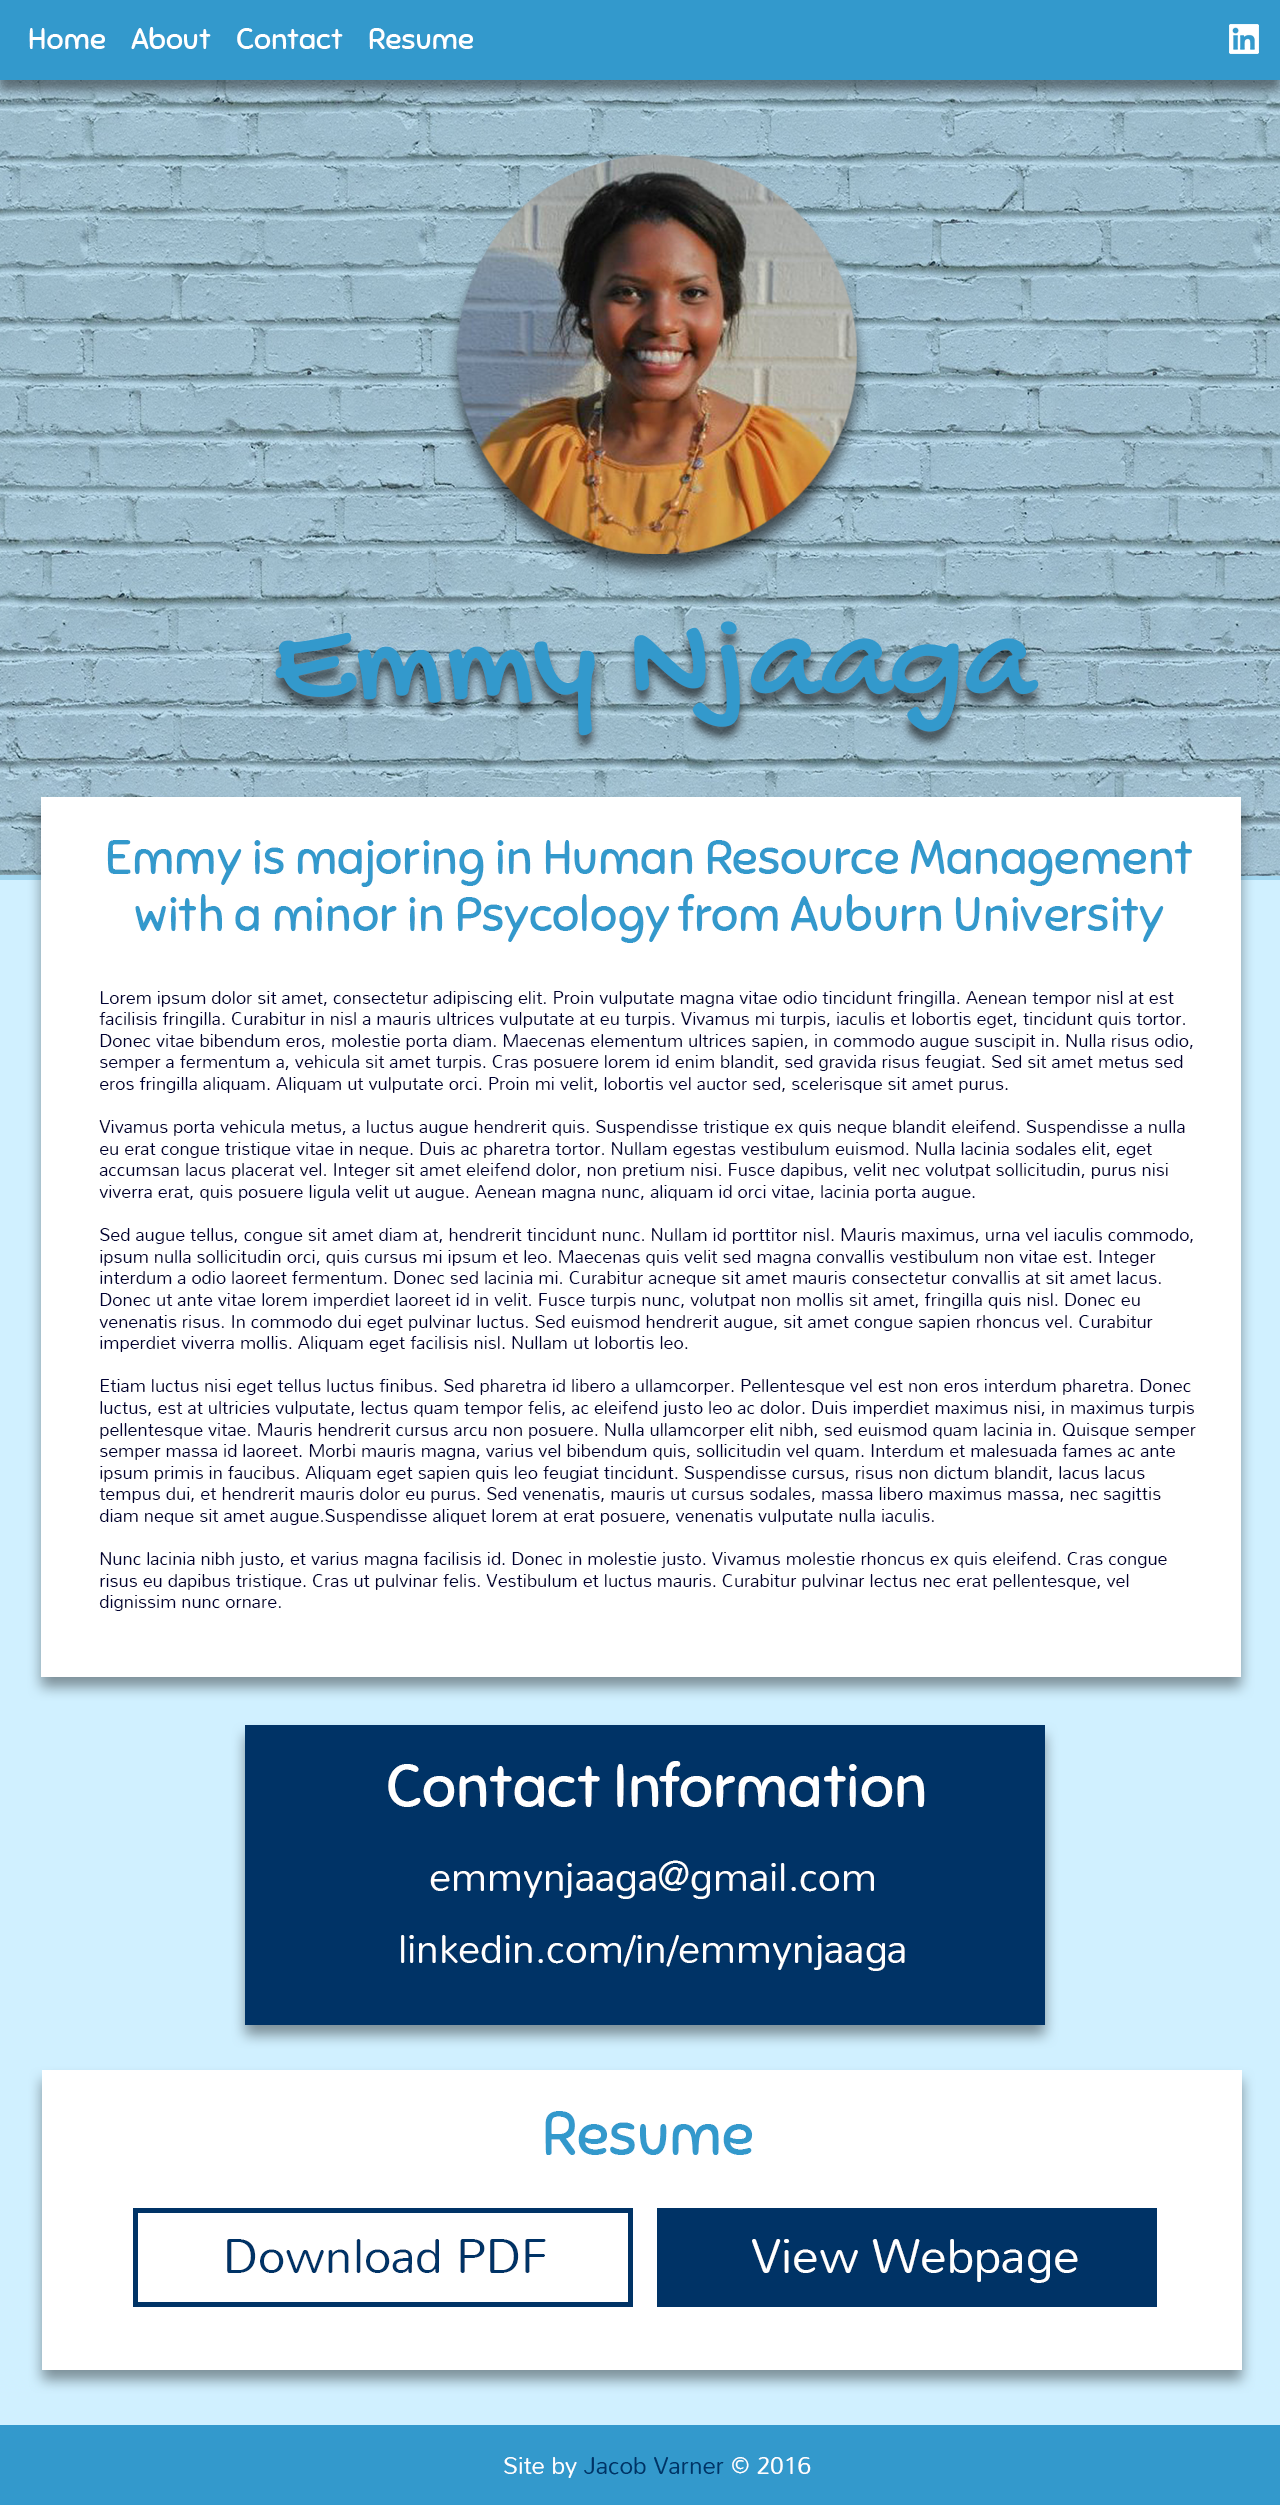 Home About Contact Resume
in
Emmy Njaaga
Emmy is majoring in Human Resource Management
with a minor in Psycology from Auburn University
Lorem ipsum dolor sit amet, consectetur adipiscing elit. Proin vulputate magna vitae odio tincidunt fringilla. Aenean tempor nisl at est
facilisis fringilla. Curabitur in nisl a mauris ultrices vulputate at eu turpis. Vivamus mi turpis, iaculis et lobortis eget, tincidunt quis tortor.
Donec vitae bibendum eros, molestie porta diam. Maecenas elementum ultrices sapien, in commodo augue suscipit in. Nulla risus odio,
semper a fermentum a, vehicula sit amet turpis. Cras posuere lorem id enim blandit, sed gravida risus feugiat. Sed sit amet metus sed
eros fringilla aliquam. Aliquam ut vulputate orci. Proin mi velit, lobortis vel auctor sed, scelerisque sit amet purus.
Vivamus porta vehicula metus, a luctus augue hendrerit quis. Suspendisse tristique ex quis neque blandit eleifend. Suspendisse a nulla
eu erat congue tristique vitae in neque. Duis ac pharetra tortor. Nullam egestas vestibulum euismod. Nulla lacinia sodales elit, eget
accumsan lacus placerat vel. Integer sit amet eleifend dolor, non pretium nisi. Fusce dapibus, velit nec volutpat sollicitudin, purus nisi
viverra erat, quis posuere ligula velit ut augue. Aenean magna nunc, aliquam id orci vitae, lacinia porta augue.
Sed augue tellus, congue sit amet diam at, hendrerit tincidunt nunc. Nullam id porttitor nisl. Mauris maximus, urna vel iaculis commodo,
ipsum nulla sollicitudin orci, quis cursus mi ipsum et leo. Maecenas quis velit sed magna convallis vestibulum non vitae est. Integer
interdum a odio laoreet fermentum. Donec sed lacinia mi. Curabitur acneque sit amet mauris consectetur convallis at sit amet lacus.
Donec ut ante vitae lorem imperdiet laoreet id in velit. Fusce turpis nunc, volutpat non mollis sit amet, fringilla quis nisl. Donec eu
venenatis risus. In commodo dui eget pulvinar luctus. Sed euismod hendrerit augue, sit amet congue sapien rhoncus vel. Curabitur
imperdiet viverra mollis. Aliquam eget facilisis nisl. Nullam ut lobortis leo.
Etiam luctus nisi eget tellus luctus finibus. Sed pharetra id libero a ullamcorper. Pellentesque vel est non eros interdum pharetra. Donec
luctus, est at ultricies vulputate, lectus quam tempor felis, ac eleifend justo leo ac dolor. Duis imperdiet maximus nisi, in maximus turpis
pellentesque vitae. Mauris hendrerit cursus arcu non posuere. Nulla ullamcorper elit nibh, sed euismod quam lacinia in. Quisque semper
semper massa id laoreet. Morbi mauris magna, varius vel bibendum quis, sollicitudin vel quam. Interdum et malesuada fames ac ante
ipsum primis in faucibus. Aliquam eget sapien quis leo feugiat tincidunt. Suspendisse cursus, risus non dictum blandit, lacus lacus
tempus dui, et hendrerit mauris dolor eu purus. Sed venenatis, mauris ut cursus sodales, massa libero maximus massa, nec sagittis
diam neque sit amet augue.Suspendisse aliquet lorem at erat posuere, venenatis vulputate nulla iaculis.
Nunc lacinia nibh justo, et varius magna facilisis id. Donec in molestie justo. Vivamus molestie rhoncus ex quis eleifend. Cras congue
risus eu dapibus tristique. Cras ut pulvinar felis. Vestibulum et luctus mauris. Curabitur pulvinar lectus nec erat pellentesque, vel
dignissim nunc ornare.
Contact Information
emmynjaaga@gmail.com
linkedin.com/in/emmynjaaga
Resume
Download PDF View Webpage
Site by Jacob Varner © 2016